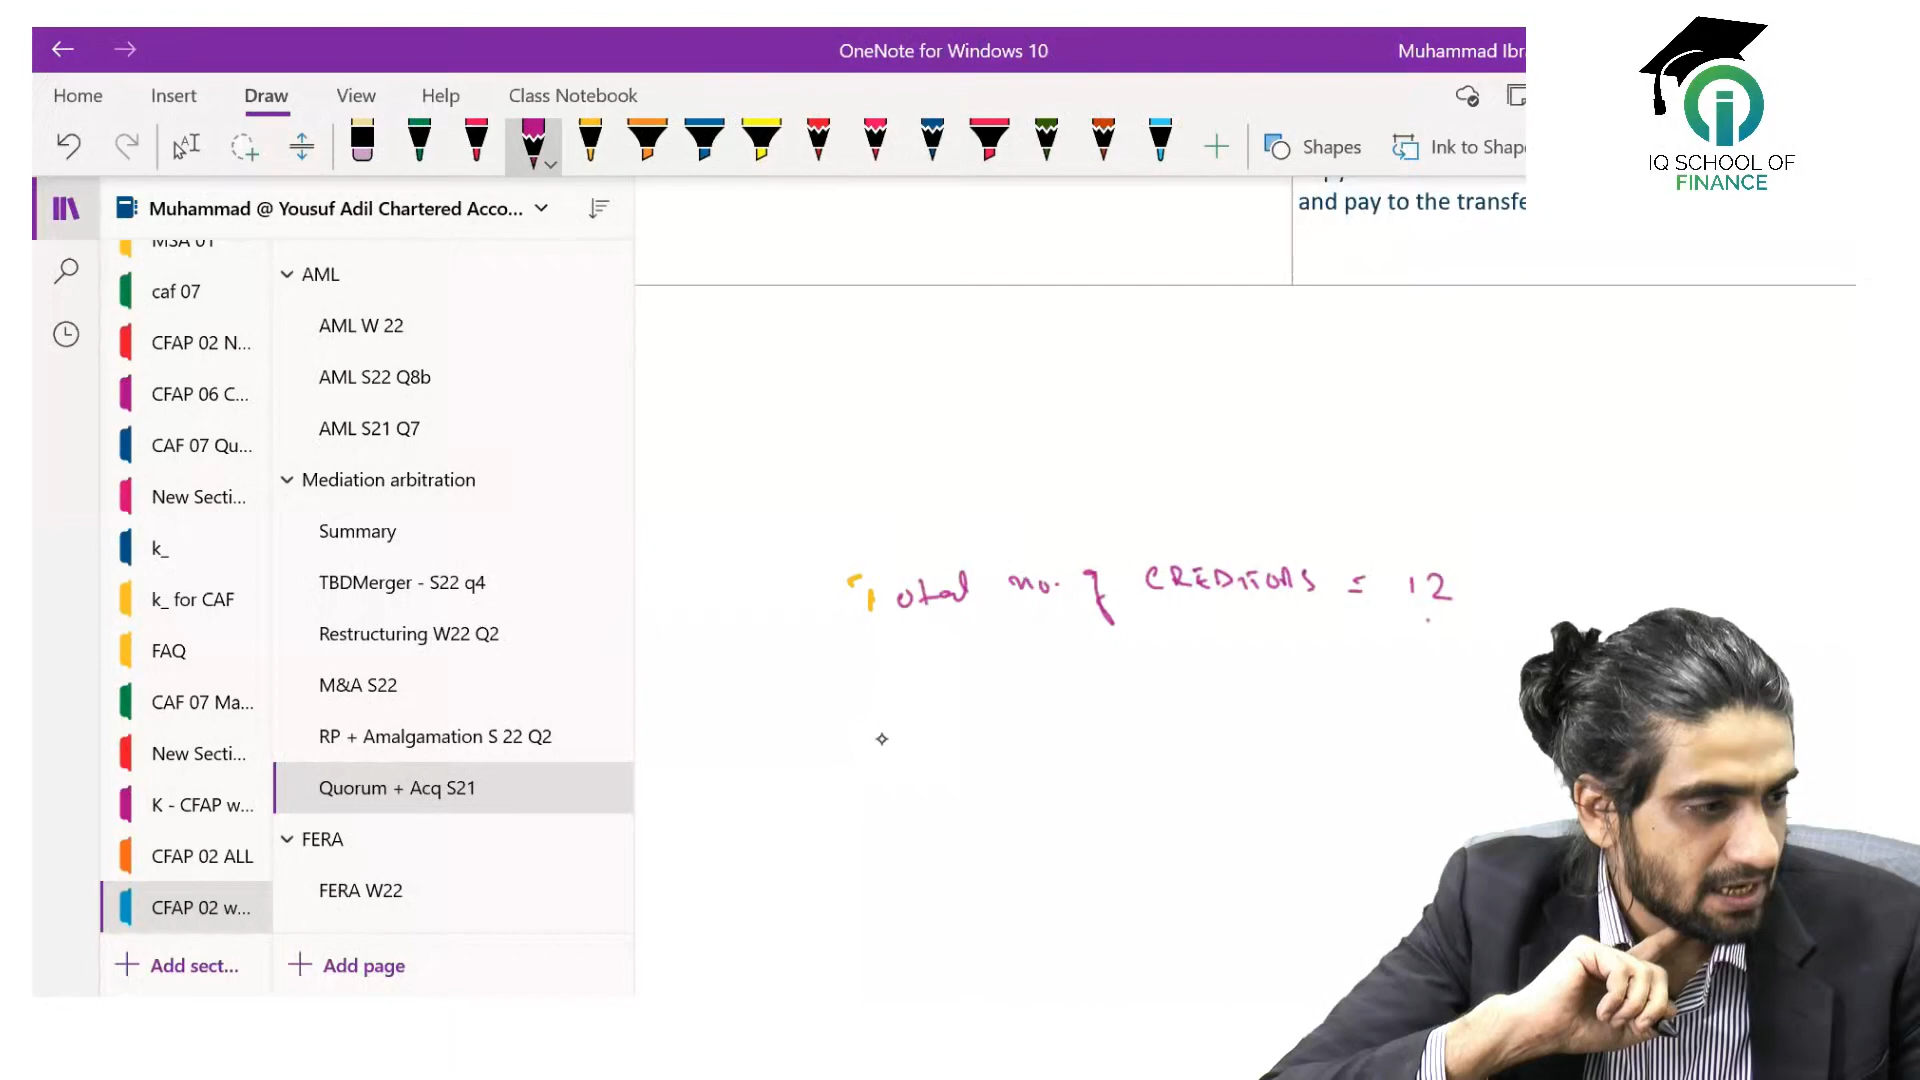 OneNote for Windows 10
Muhammad Ibr
Home Insert Draw View Help Class Notebook
Shapes
Ink to Shap
IQ SCHOOL OF
FINANCE
Muhammad @ Yousuf Adil Chartered Acco...
and pay to the transfe
MSA 01
caf 07
CFAP 02 N...
CFAP 06 C...
CAF 07 Qu...
New Secti...
k_
k_ for CAF
FAQ
CAF 07 Ma...
New Secti...
K - CFAP w...
CFAP 02 ALL
CFAP 02 w...
Add sect...
AML
AML W 22
AML S22 Q8b
AML S21 Q7
Mediation arbitration
Summary
TBDMerger - S22 q4
Restructuring W22 Q2
M&A S22
RP + Amalgamation S 22 Q2
Quorum + Acq S21
FERA
FERA W22
Add page
Total no. of CREDITORS = 12